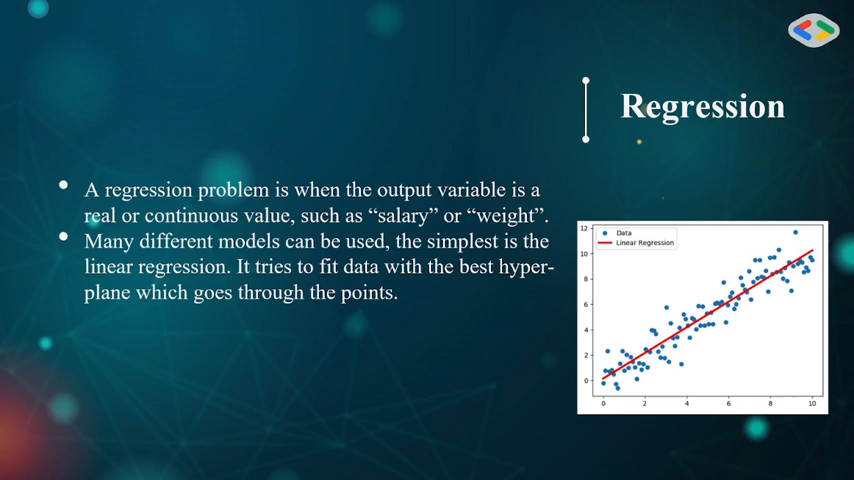 Regression
• A regression problem is when the output variable is a
real or continuous value, such as “salary” or “weight”.
• Many different models can be used, the simplest is the
linear regression. It tries to fit data with the best hyper-
plane which goes through the points.
Data
Linear Regression
12
10
8
6
4
2
0
0 2 4 6 8 10